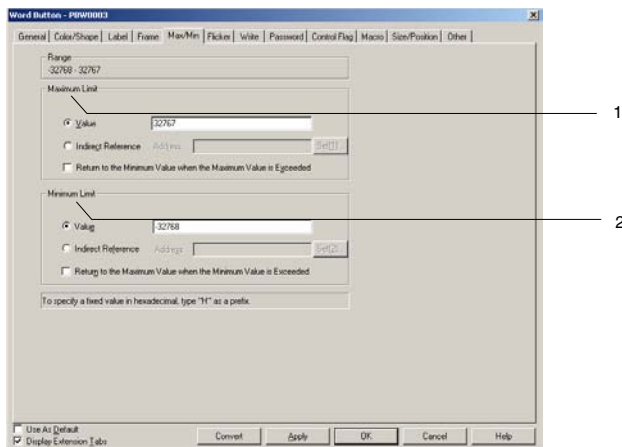 Word Button - PBW0003
General Color/Shape Label Frame Max/Min Flicker Write Password Control Flag Macro Size/Position Other
Range
-32768 - 32767
Maximum Limit
1
Value 32767
Indirect Reference Address Set(1)...
Return to the Minimum Value when the Maximum Value is Exceeded
Minimum Limit
2
Value -32768
Indirect Reference Address Set(2)...
Return to the Maximum Value when the Minimum Value is Exceeded
To specify a fixed value in hexadecimal, type "H" as a prefix.
Use As Default
Display Extension Tabs
Convert Apply OK Cancel Help